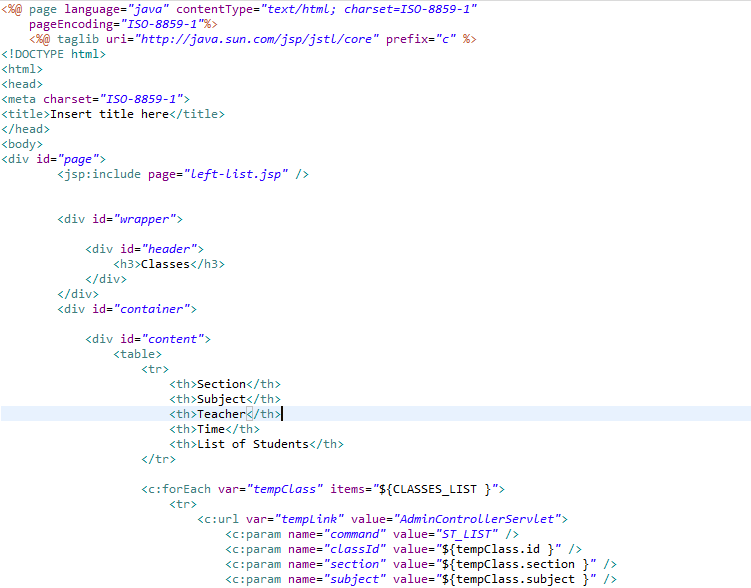 <%@ page language="java" contentType="text/html; charset=ISO-8859-1"
    pageEncoding="ISO-8859-1"%>
    <%@ taglib uri="http://java.sun.com/jsp/jstl/core" prefix="c" %>
<!DOCTYPE html>
<html>
<head>
<meta charset="ISO-8859-1">
<title>Insert title here</title>
</head>
<body>
<div id="page">
        <jsp:include page="left-list.jsp" />
        <div id="wrapper">
            <div id="header">
                <h3>Classes</h3>
            </div>
        </div>
        <div id="container">
            <div id="content">
                <table>
                    <tr>
                        <th>Section</th>
                        <th>Subject</th>
                        <th>Teacher</th>
                        <th>Time</th>
                        <th>List of Students</th>
                    </tr>
                    <c:forEach var="tempClass" items="${CLASSES_LIST }">
                        <tr>
                            <c:url var="tempLink" value="AdminControllerServlet">
                                <c:param name="command" value="ST_LIST" />
                                <c:param name="classId" value="${tempClass.id }" />
                                <c:param name="section" value="${tempClass.section }" />
                                <c:param name="subject" value="${tempClass.subject }" />